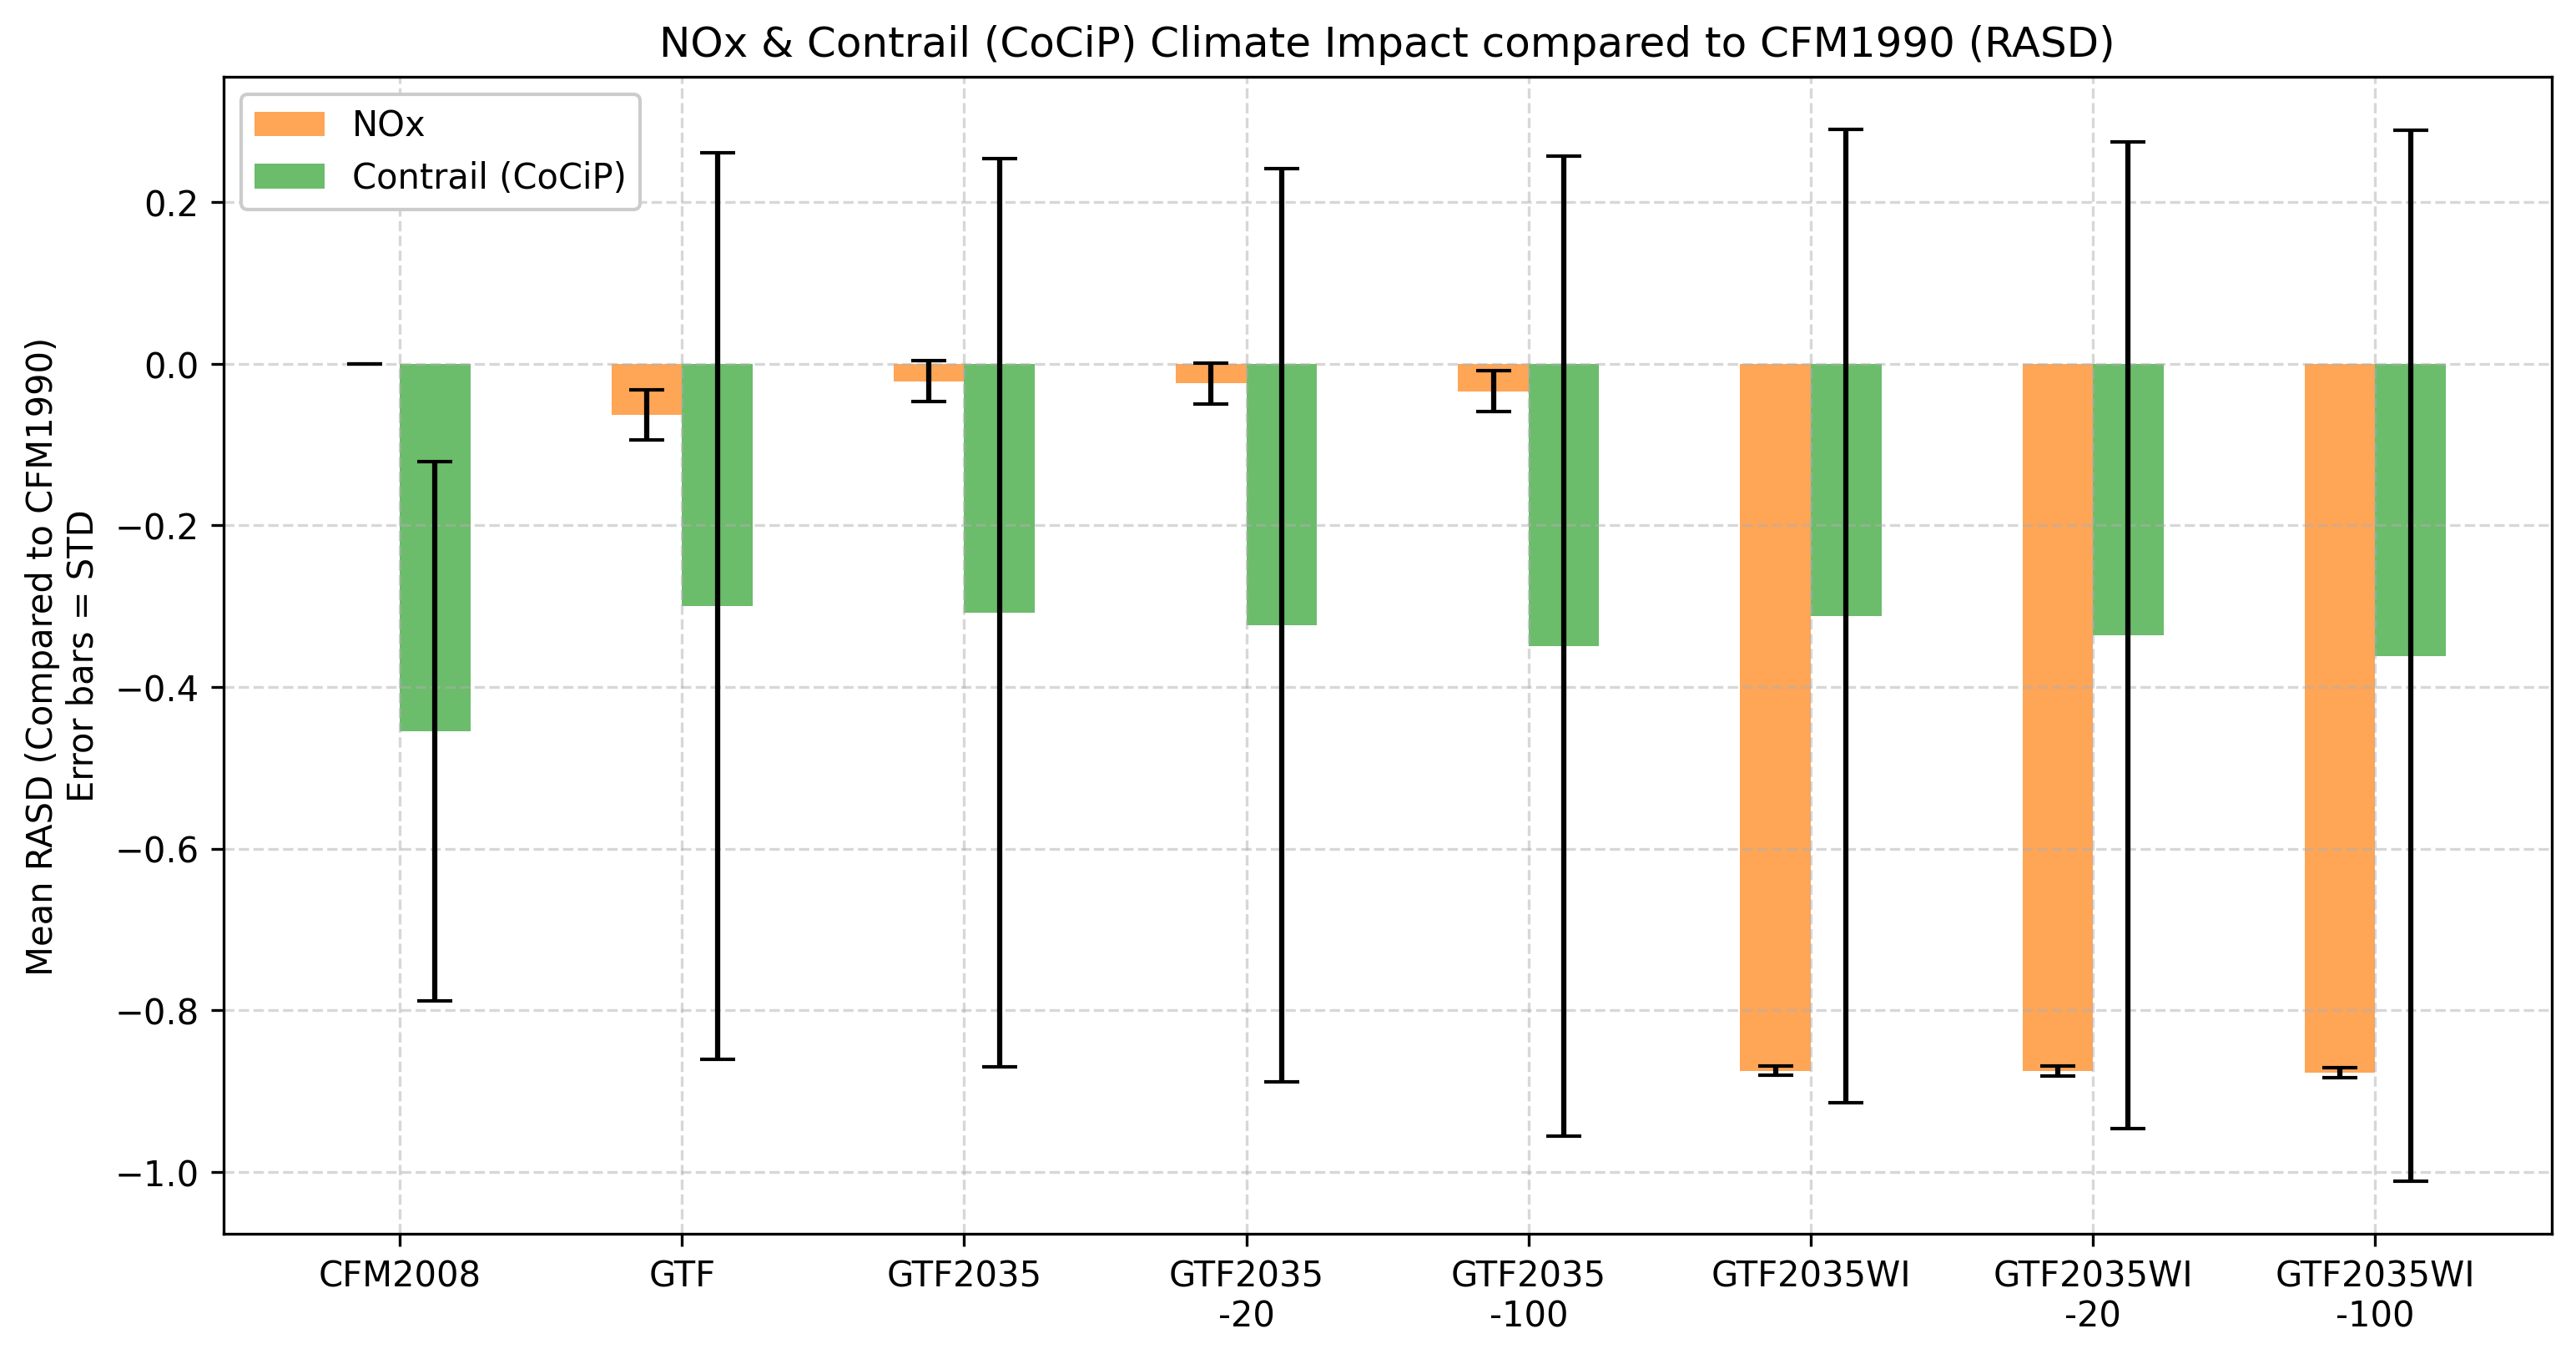 NOx & Contrail (CoCiP) Climate Impact compared to CFM1990 (RASD)
NOx
Contrail (CoCiP)
Mean RASD (Compared to CFM1990)
Error bars = STD
0.2
0.0
−0.2
−0.4
−0.6
−0.8
−1.0
CFM2008
GTF
GTF2035
GTF2035
-20
GTF2035
-100
GTF2035WI
GTF2035WI
-20
GTF2035WI
-100